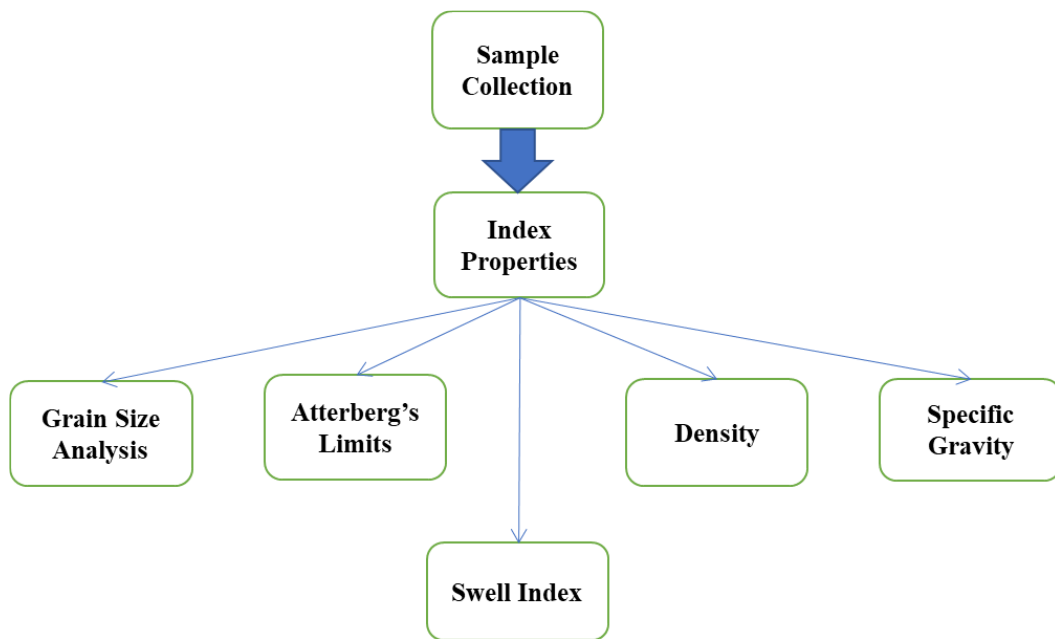 Sample
Collection
Index
Properties
Grain Size
Analysis
Atterberg’s
Limits
Density
Specific
Gravity
Swell Index